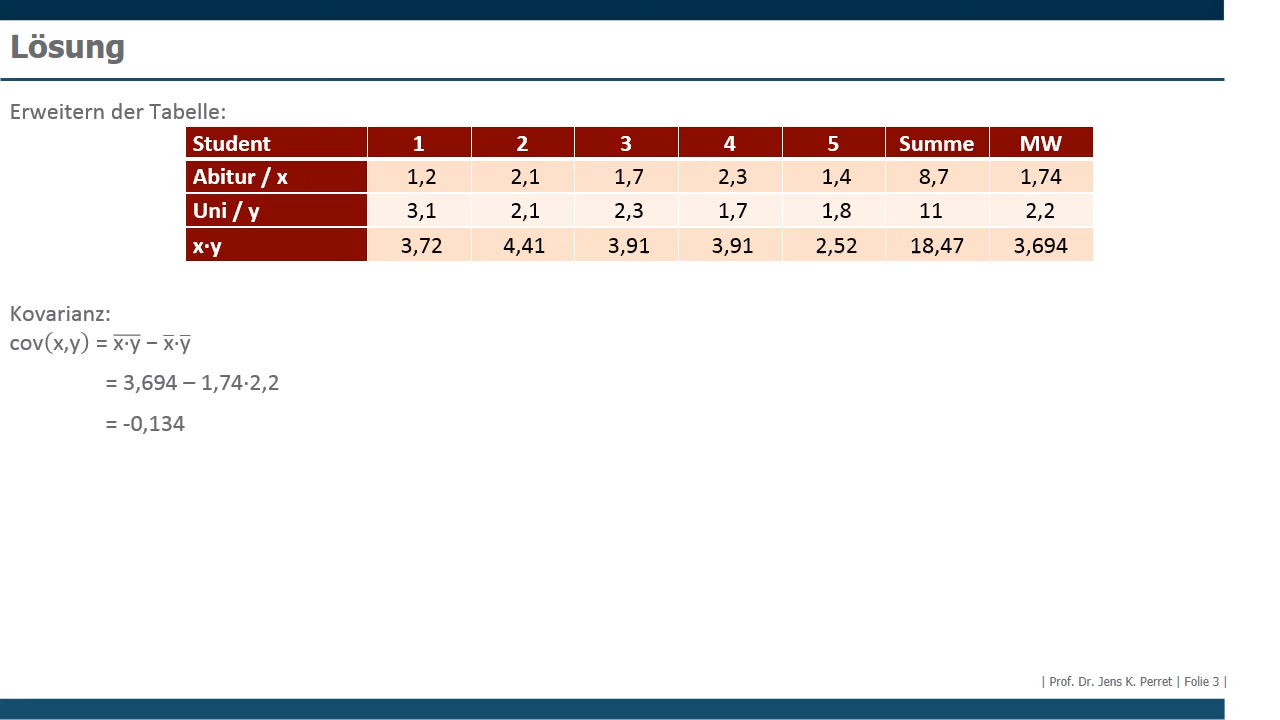 Lösung
Erweitern der Tabelle:
Student 1 2 3 4 5 Summe MW
Abitur / x 1,2 2,1 1,7 2,3 1,4 8,7 1,74
Uni / y 3,1 2,1 2,3 1,7 1,8 11 2,2
x·y 3,72 4,41 3,91 3,91 2,52 18,47 3,694
Kovarianz:
cov(x,y) = x̅·̅y̅ − x̅·y̅
= 3,694 – 1,74·2,2
= -0,134
| Prof. Dr. Jens K. Perret | Folie 3 |